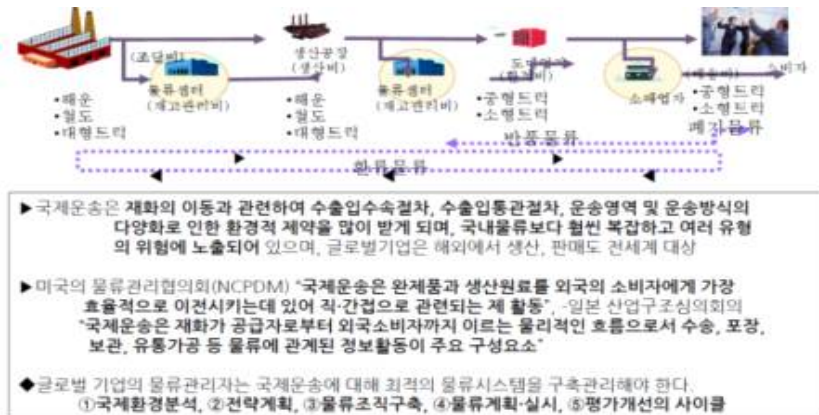 (조달비)
물류센터
(재고관리비)
•해운
•철도
•대형트럭
생산공장
(생산비)
•해운
•철도
•대형트럭
물류센터
(재고관리비)
도매업자
•중형트럭
•소형트럭
소매업자
소비자
•중형트럭
•소형트럭
반품물류
폐기물류
환류물류
▶국제운송은 재화의 이동과 관련하여 수출입수속절차, 수출입통관절차, 운송영역 및 운송방식의
다양화로 인한 환경적 제약을 많이 받게 되며, 국내물류보다 훨씬 복잡하고 여러 유형
의 위험에 노출되어 있으며, 글로벌기업은 해외에서 생산, 판매도 전세계 대상
▶미국의 물류관리협의회(NCPDM) “국제운송은 완제품과 생산원료를 외국의 소비자에게 가장
효율적으로 이전시키는데 있어 직·간접으로 관련되는 제 활동”, -일본 산업구조심의회의
“국제운송은 재화가 공급자로부터 외국소비자까지 이르는 물리적인 흐름으로서 수송, 포장,
보관, 유통가공 등 물류에 관계된 정보활동이 주요 구성요소”
◆글로벌 기업의 물류관리자는 국제운송에 대해 최적의 물류시스템을 구축관리해야 한다.
①국제환경분석, ②전략계획, ③물류조직구축, ④물류계획·실시, ⑤평가개선의 사이클